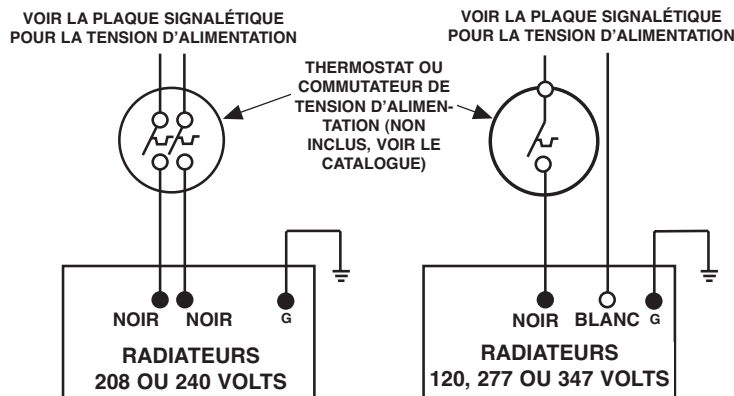 VOIR LA PLAQUE SIGNALÉTIQUE
POUR LA TENSION D'ALIMENTATION
VOIR LA PLAQUE SIGNALÉTIQUE
POUR LA TENSION D'ALIMENTATION
THERMOSTAT OU
COMMUTATEUR DE
TENSION D'ALIMEN-
TATION (NON
INCLUS, VOIR LE
CATALOGUE)
NOIR NOIR G
RADIATEURS
208 OU 240 VOLTS
NOIR BLANC G
RADIATEURS
120, 277 OU 347 VOLTS